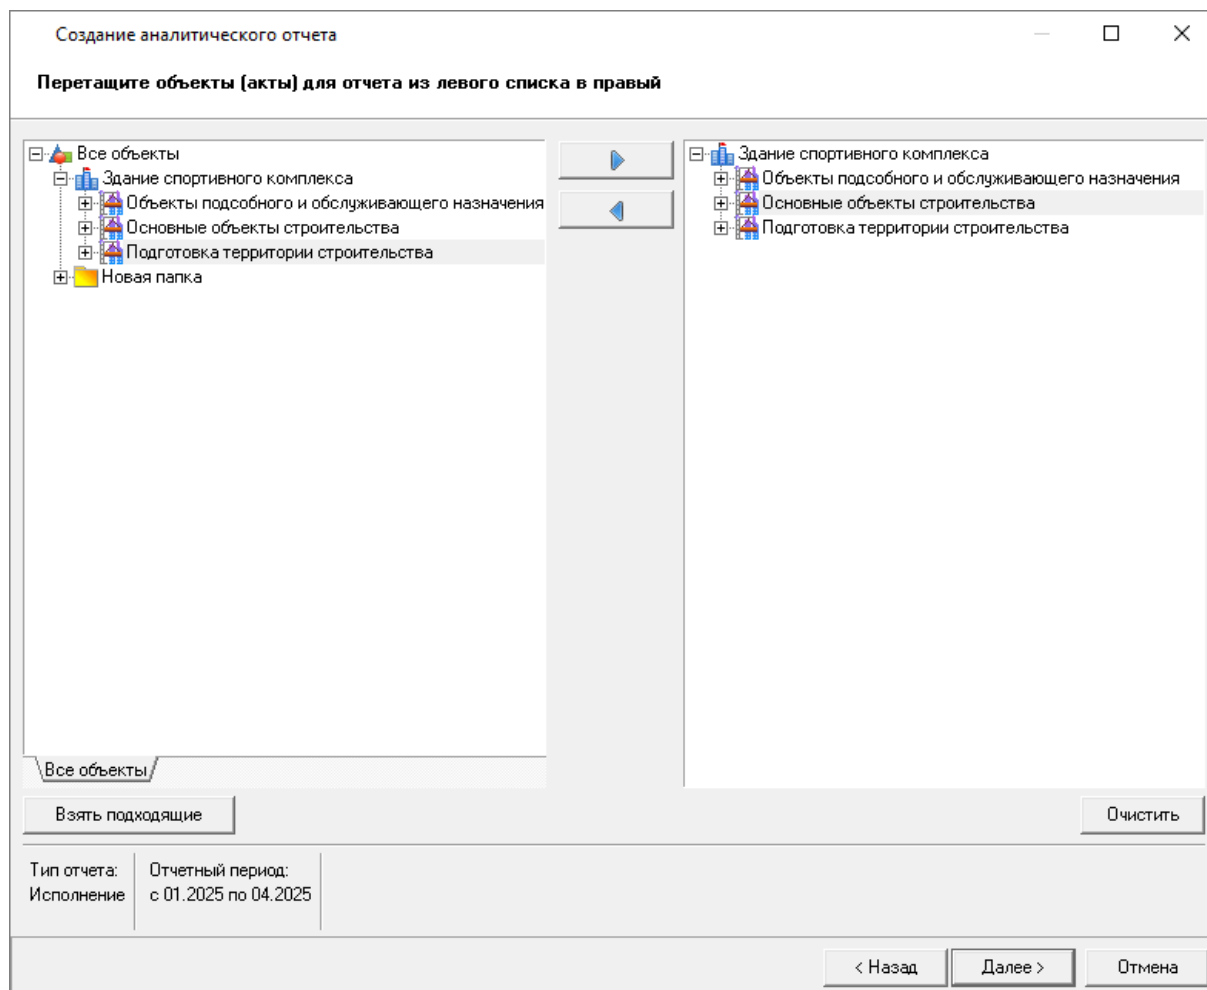 Создание аналитического отчета
Перетащите объекты (акты) для отчета из левого списка в правый
Все объекты
Здание спортивного комплекса
Объекты подсобного и обслуживающего назначения
Основные объекты строительства
Подготовка территории строительства
Новая папка
Здание спортивного комплекса
Объекты подсобного и обслуживающего назначения
Основные объекты строительства
Подготовка территории строительства
Все объекты
Взять подходящие
Очистить
Тип отчета:
Исполнение
Отчетный период:
с 01.2025 по 04.2025
< Назад
Далее >
Отмена